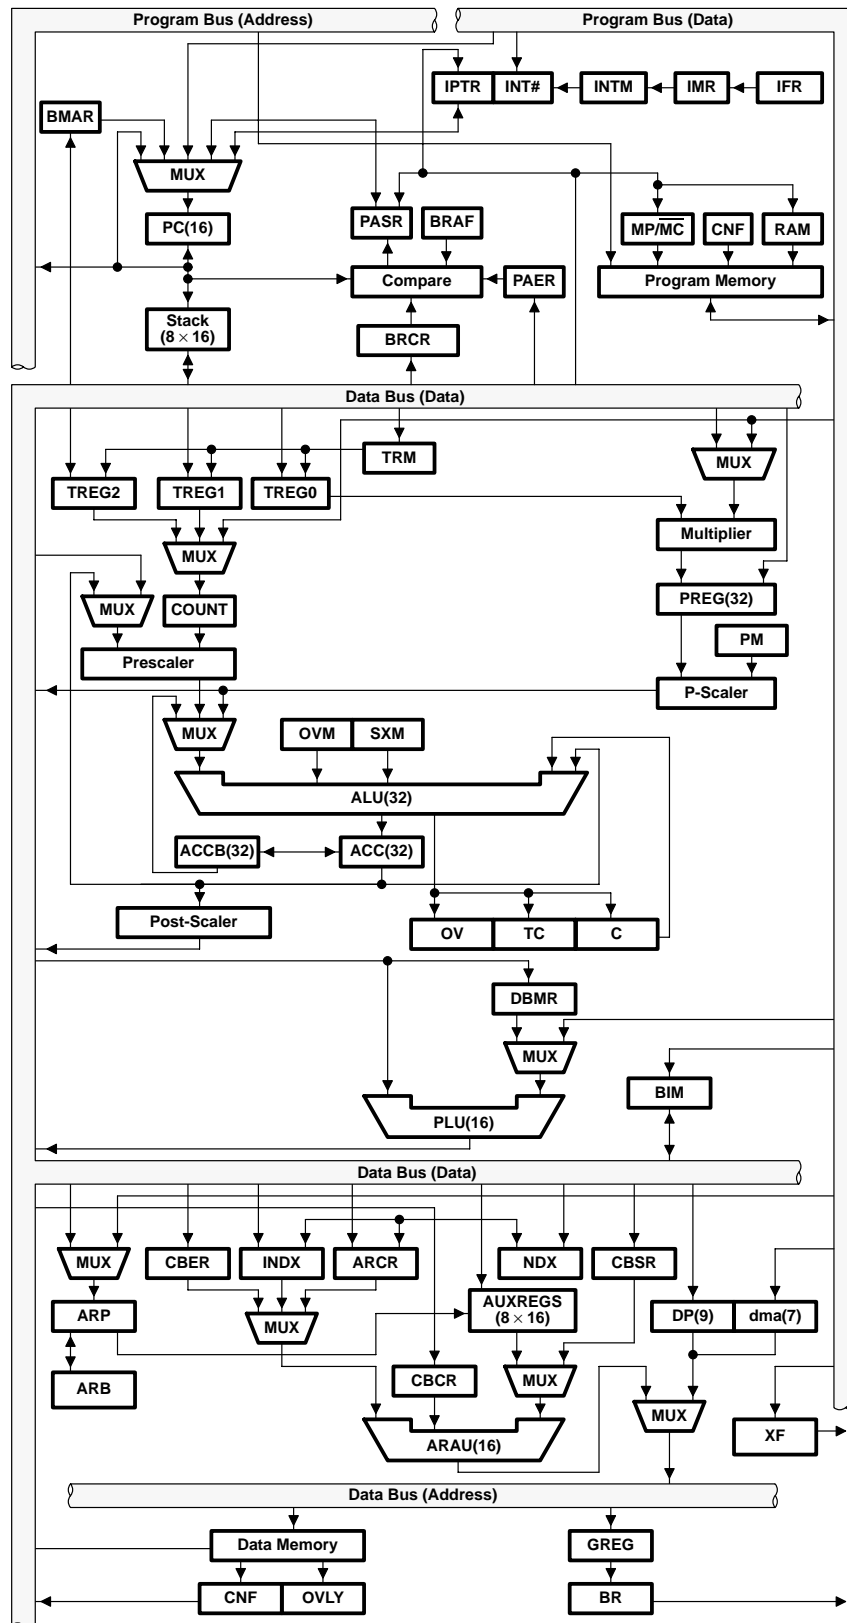 Program Bus (Address)
Program Bus (Data)
IPTR INT# INTM IMR IFR
BMAR
MUX
PC(16)
PASR BRAF MP/MC CNF RAM
Compare PAER Program Memory
Stack
(8 × 16)
BRCR
Data Bus (Data)
TRM
MUX
TREG2 TREG1 TREG0
Multiplier
MUX
MUX COUNT PREG(32)
PM
Prescaler
P-Scaler
MUX OVM SXM
ALU(32)
ACCB(32) ACC(32)
Post-Scaler
OV TC C
DBMR
MUX
BIM
PLU(16)
Data Bus (Data)
MUX CBER INDX ARCR NDX CBSR
AUXREGS
(8 × 16)
ARP DP(9) dma(7)
MUX
ARB CBCR MUX
MUX
ARAU(16)
XF
Data Bus (Address)
Data Memory GREG
CNF OVLY BR